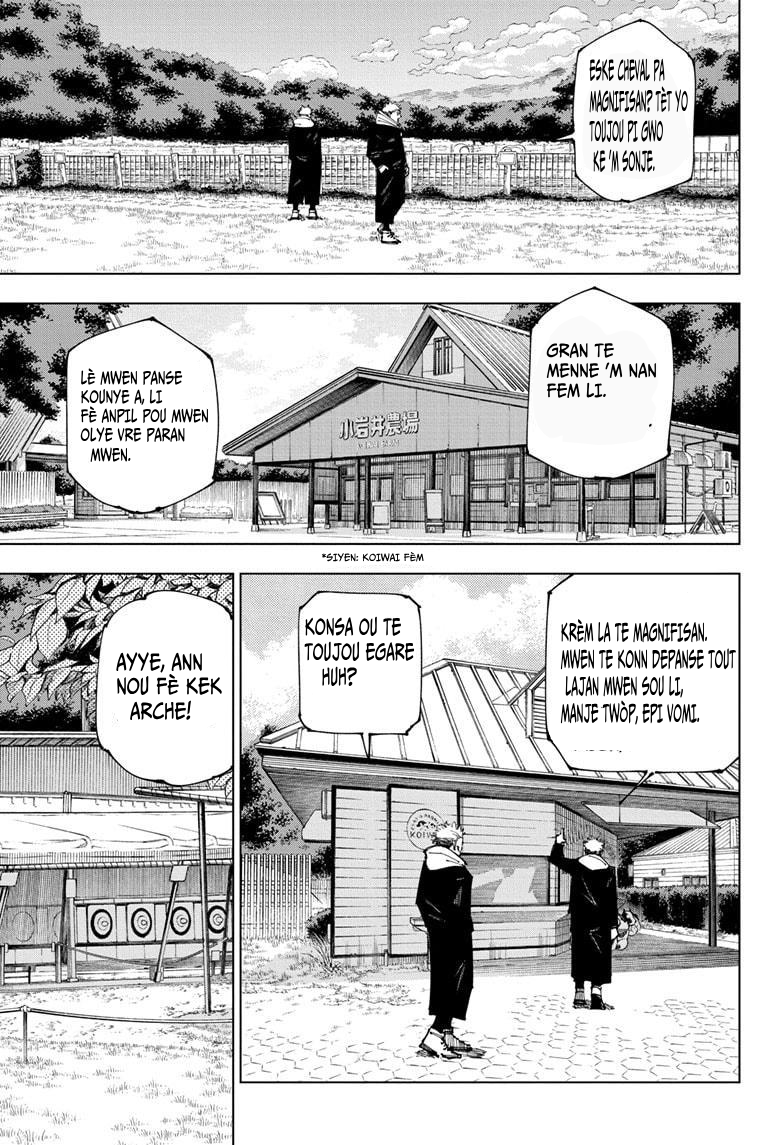 ESKE CHEVAL PA
MAGNIFISAN? TÈT YO
TOUJOU PI GWO
KE 'M SONJE.
GRAN TE
MENNE 'M NAN
FEM LI.
LÈ MWEN PANSE
KOUNYE A, LI
FÈ ANPIL POU MWEN
OLYE VRE PARAN
MWEN.
小岩井農場
*SIYEN: KOIWAI FÈM
KRÈM LA TE MAGNIFISAN.
MWEN TE KONN DEPANSE TOUT
LAJAN MWEN SOU LI,
MANJE TWÒP, EPI VOMI.
KONSA OU TE
TOUJOU EGARE
HUH?
KOIWAI
AYYE, ANN
NOU FÈ KEK
ARCHE!